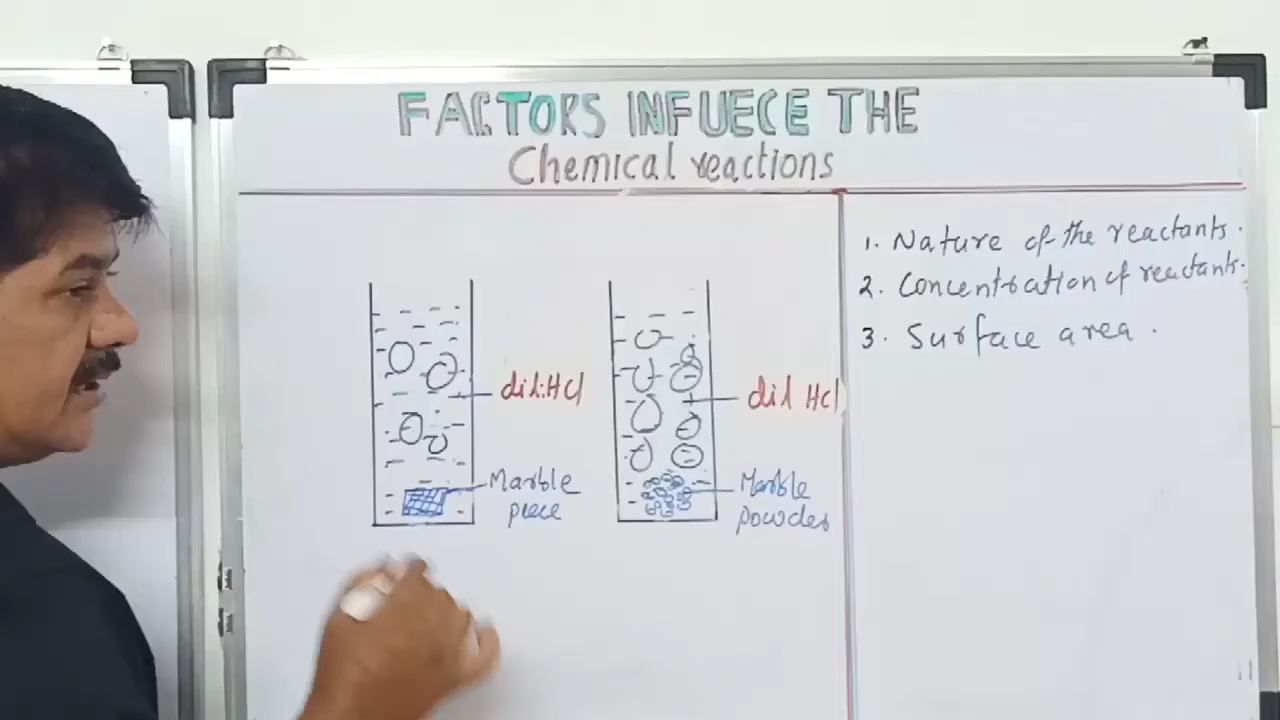 FACTORS INFUECE THE
Chemical reactions
dil:HCl
Marble
piece
dil HCl
Marble
powder
1. Nature of the reactants.
2. Concentration of reactants.
3. Surface area.